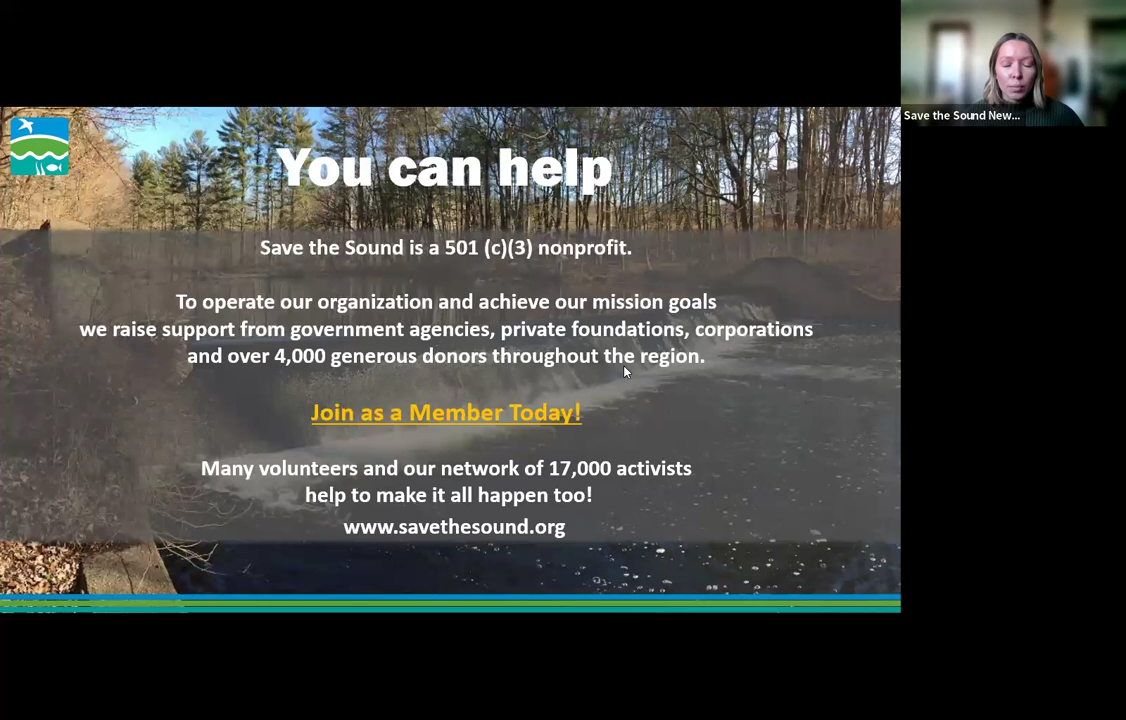 You can help
Save the Sound is a 501 (c)(3) nonprofit.
To operate our organization and achieve our mission goals
we raise support from government agencies, private foundations, corporations
and over 4,000 generous donors throughout the region.
Join as a Member Today!
Many volunteers and our network of 17,000 activists
help to make it all happen too!
www.savethesound.org
Save the Sound New...